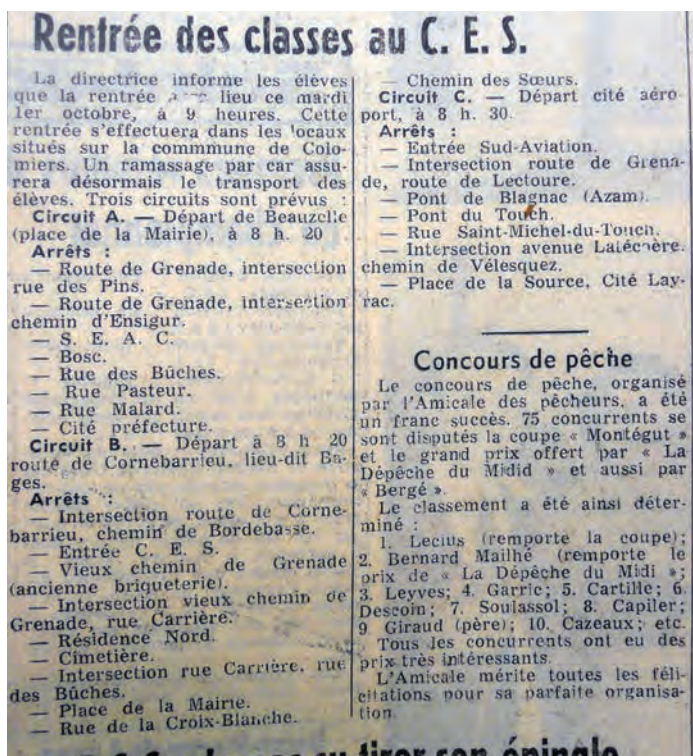 Rentrée des classes au C. E. S.
La directrice informe les élèves
que la rentrée lieu ce mardi
1er octobre, à 9 heures. Cette
rentrée s'effectuera dans les locaux
situés sur la commmune de Colo-
miers. Un ramassage par car assu-
rera désormais le transport des
élèves. Trois circuits sont prévus :
Circuit A. — Départ de Beauzelle
(place de la Mairie), à 8 h. 20
Arrêts :
— Route de Grenade, intersection
rue des Pins.
— Route de Grenade, intersection
chemin d'Ensigur.
— S. E. A. C.
— Bosc.
— Rue des Bûches.
— Rue Pasteur.
— Rue Malard.
— Cité préfecture.
Circuit B. — Départ à 8 h 20
route de Cornebarrieu, lieu-dit Ba-
ges.
Arrêts :
— Intersection route de Corne-
barrieu, chemin de Bordebasse.
— Entrée C. E. S.
— Vieux chemin de Grenade
(ancienne briqueterie).
— Intersection vieux chemin de
Grenade, rue Carrière.
— Résidence Nord.
— Cimetière.
— Intersection rue Carrière, rue
des Bûches.
— Place de la Mairie.
— Rue de la Croix-Blanche.
— Chemin des Sœurs.
Circuit C. — Départ cité aéro-
port, à 8 h. 30.
Arrêts :
— Entrée Sud-Aviation.
— Intersection route de Grena-
de, route de Lectoure.
— Pont de Blagnac (Azam).
— Pont du Touch.
— Rue Saint-Michel-du-Touch.
— Intersection avenue Latécoère,
chemin de Vélesquez.
— Place de la Source, Cité Lay-
rac.
Concours de pêche
Le concours de pêche, organisé
par l'Amicale des pêcheurs, a été
un franc succès. 75 concurrents se
sont disputés la coupe « Montégut »
et le grand prix offert par « La
Dépêche du Midid » et aussi par
« Bergé ».
Le classement a été ainsi déter-
miné :
1. Lecius (remporte la coupe);
2. Bernard Mailhé (remporte le
prix de « La Dépêche du Midi »;
3. Leyves; 4. Garric; 5. Cartille; 6.
Descoin; 7. Soulassol; 8. Capiler;
9 Giraud (père); 10. Cazeaux; etc.
Tous les concurrents ont eu des
prix très intéressants.
L'Amicale mérite toutes les féli-
citations pour sa parfaite organisa-
tion.
su tirer son épingle